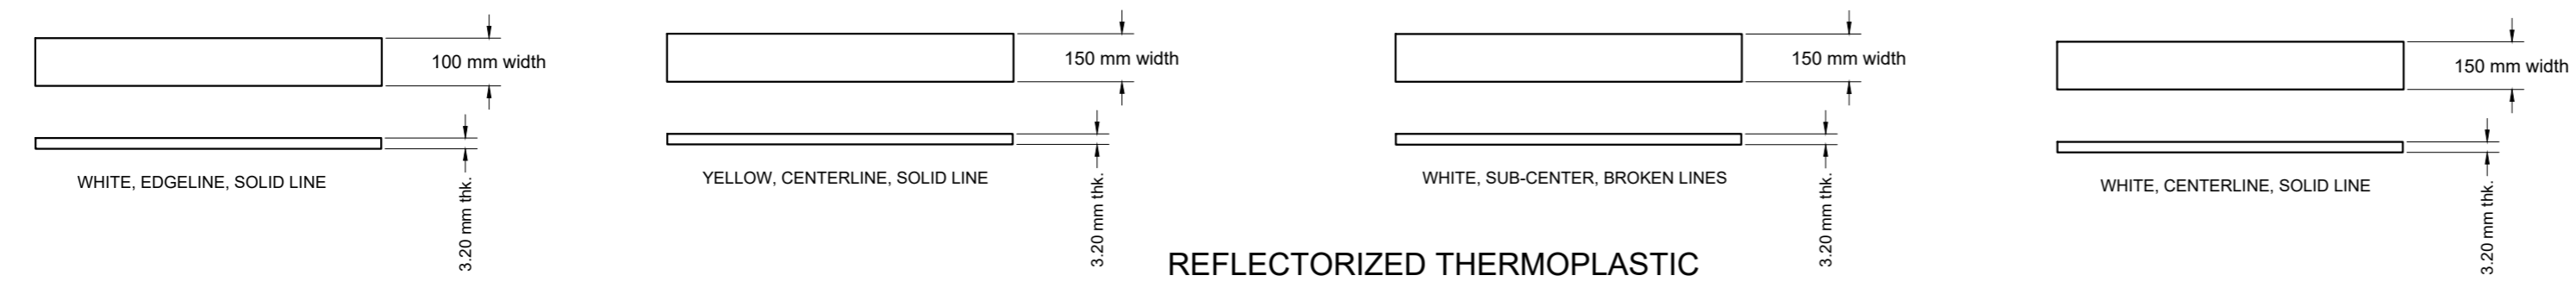 100 mm width
3.20 mm thk.
WHITE, EDGELINE, SOLID LINE
150 mm width
3.20 mm thk.
YELLOW, CENTERLINE, SOLID LINE
150 mm width
3.20 mm thk.
WHITE, SUB-CENTER, BROKEN LINES
150 mm width
3.20 mm thk.
WHITE, CENTERLINE, SOLID LINE
REFLECTORIZED THERMOPLASTIC